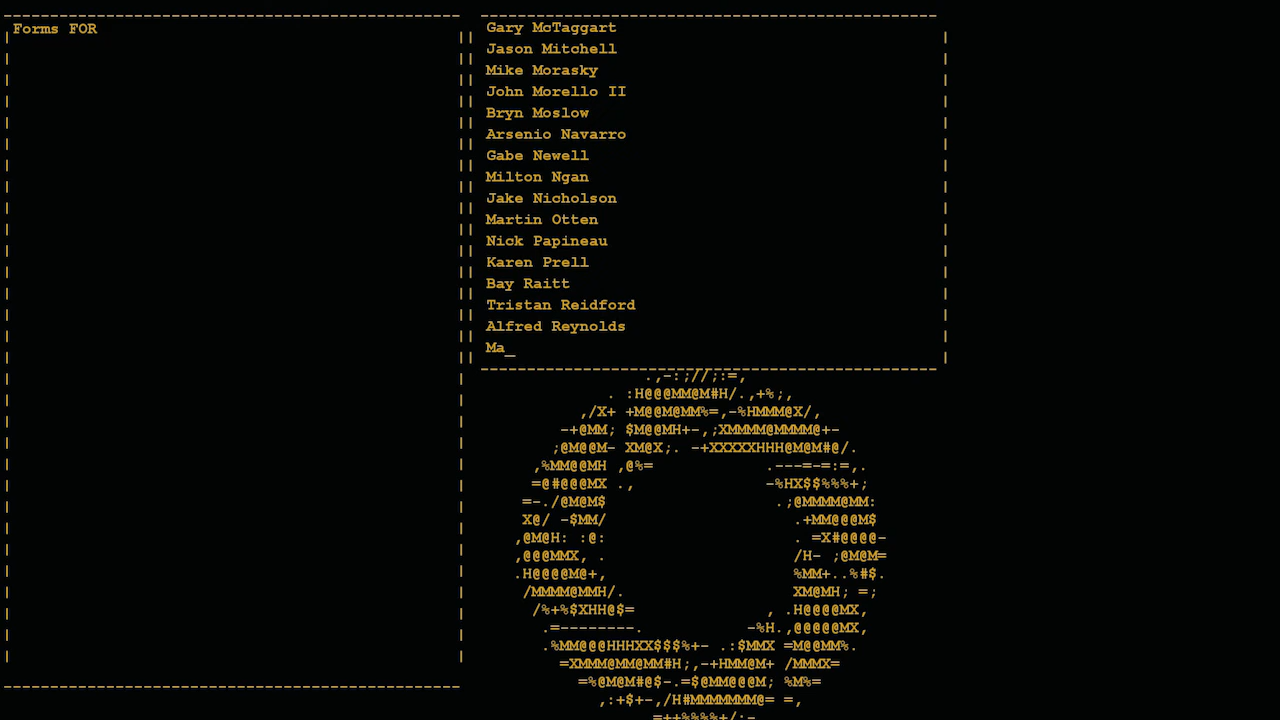 Forms FOR
Gary McTaggart
Jason Mitchell
Mike Morasky
John Morello II
Bryn Moslow
Arsenio Navarro
Gabe Newell
Milton Ngan
Jake Nicholson
Martin Otten
Nick Papineau
Karen Prell
Bay Raitt
Tristan Reidford
Alfred Reynolds
Ma_